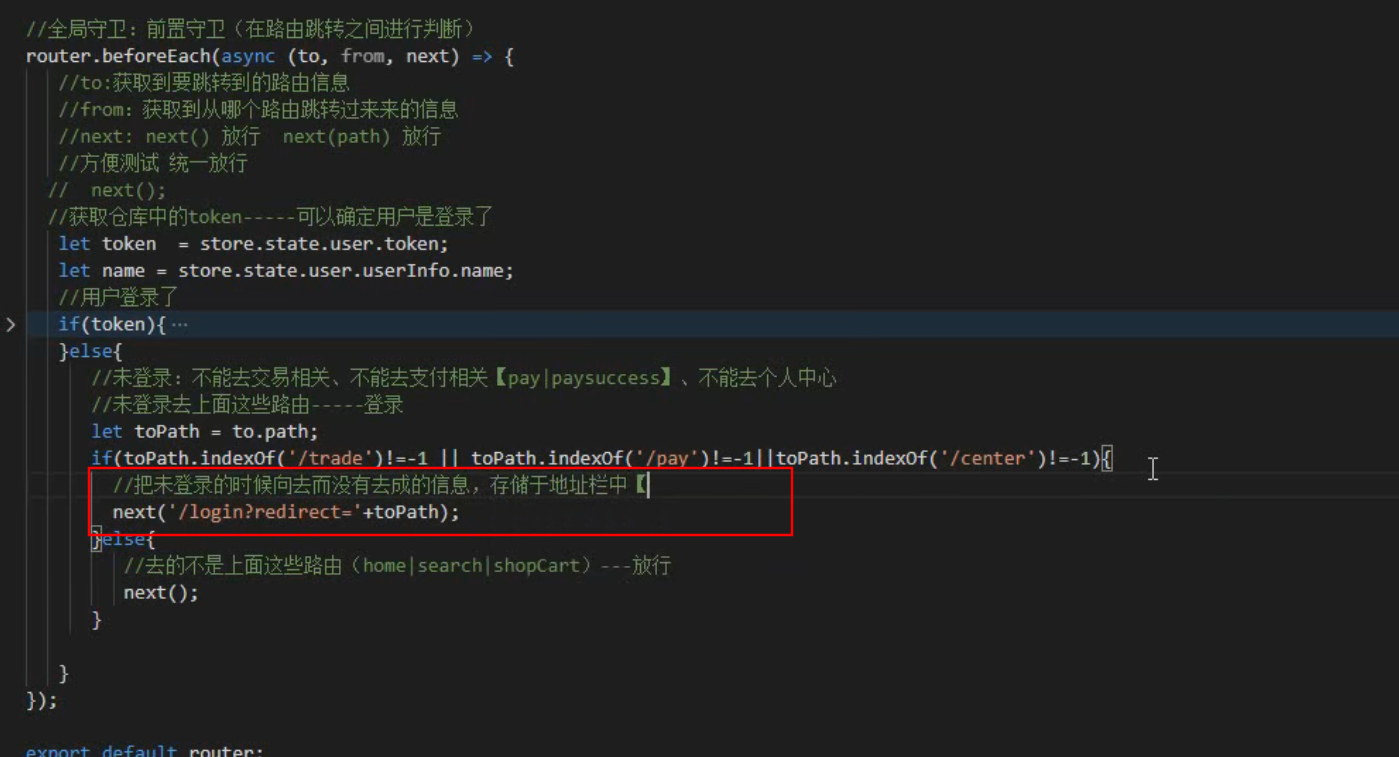 //全局守卫：前置守卫（在路由跳转之间进行判断）
router.beforeEach(async (to, from, next) => {
//to:获取到要跳转到的路由信息
//from：获取到从哪个路由跳转过来来的信息
//next: next() 放行  next(path) 放行
//方便测试 统一放行
//  next();
//获取仓库中的token-----可以确定用户是登录了
let token  = store.state.user.token;
let name = store.state.user.userInfo.name;
//用户登录了
if(token){ ···
}else{
//未登录：不能去交易相关、不能去支付相关【pay|paysuccess】、不能去个人中心
//未登录去上面这些路由-----登录
let toPath = to.path;
if(toPath.indexOf('/trade')!=-1 || toPath.indexOf('/pay')!=-1||toPath.indexOf('/center')!=-1){
//把未登录的时候向去而没有去成的信息，存储于地址栏中【
next('/login?redirect='+toPath);
}else{
//去的不是上面这些路由（home|search|shopCart）---放行
next();
}
}
});
export default router;